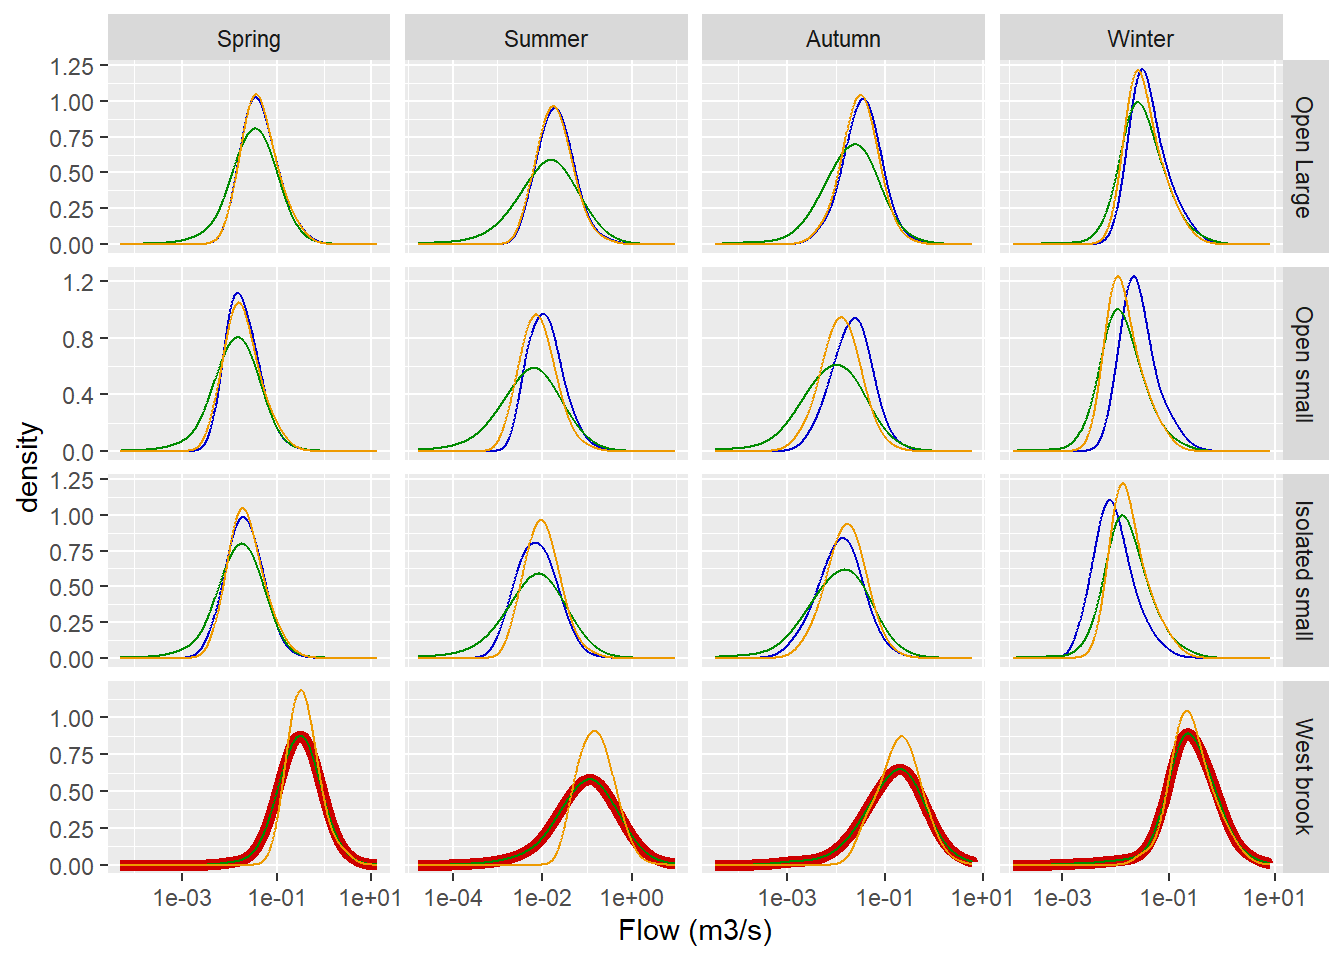 Spring Summer Autumn Winter
1.25
1.00
0.75
0.50
0.25
0.00
Open Large
1.2
0.8
0.4
0.0
Open small
1.25
1.00
0.75
0.50
0.25
0.00
Isolated small
1.00
0.75
0.50
0.25
0.00
West brook
density
1e-03 1e-01 1e+01 1e-04 1e-02 1e+00 1e-03 1e-01 1e+01 1e-03 1e-01 1e+01
Flow (m3/s)